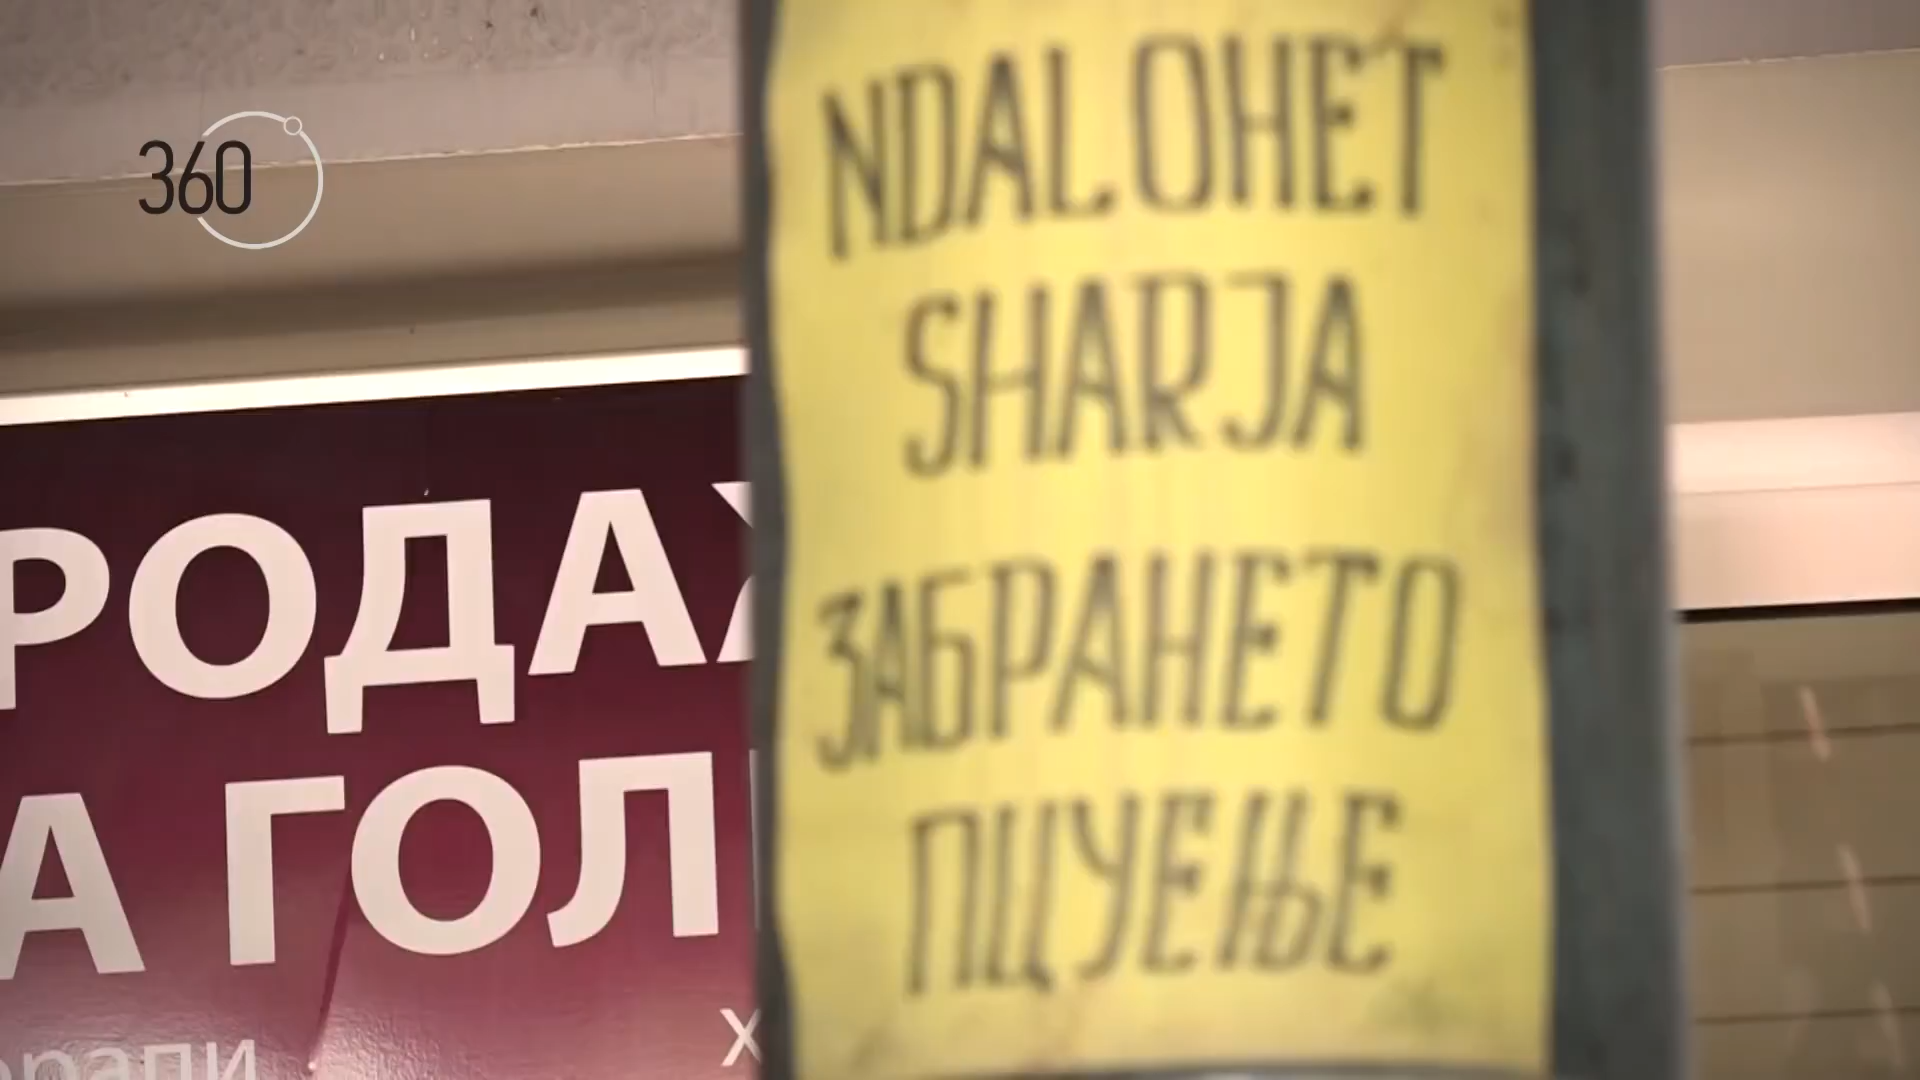 360
NDALOHET
SHARJA
ЗАБРАНЕТО
ПЦУЕЊЕ
РОДАЖ
А ГОЛ